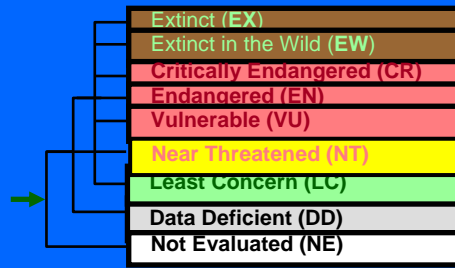 Extinct (EX)
Extinct in the Wild (EW)
Critically Endangered (CR)
Endangered (EN)
Vulnerable (VU)
Near Threatened (NT)
Least Concern (LC)
Data Deficient (DD)
Not Evaluated (NE)